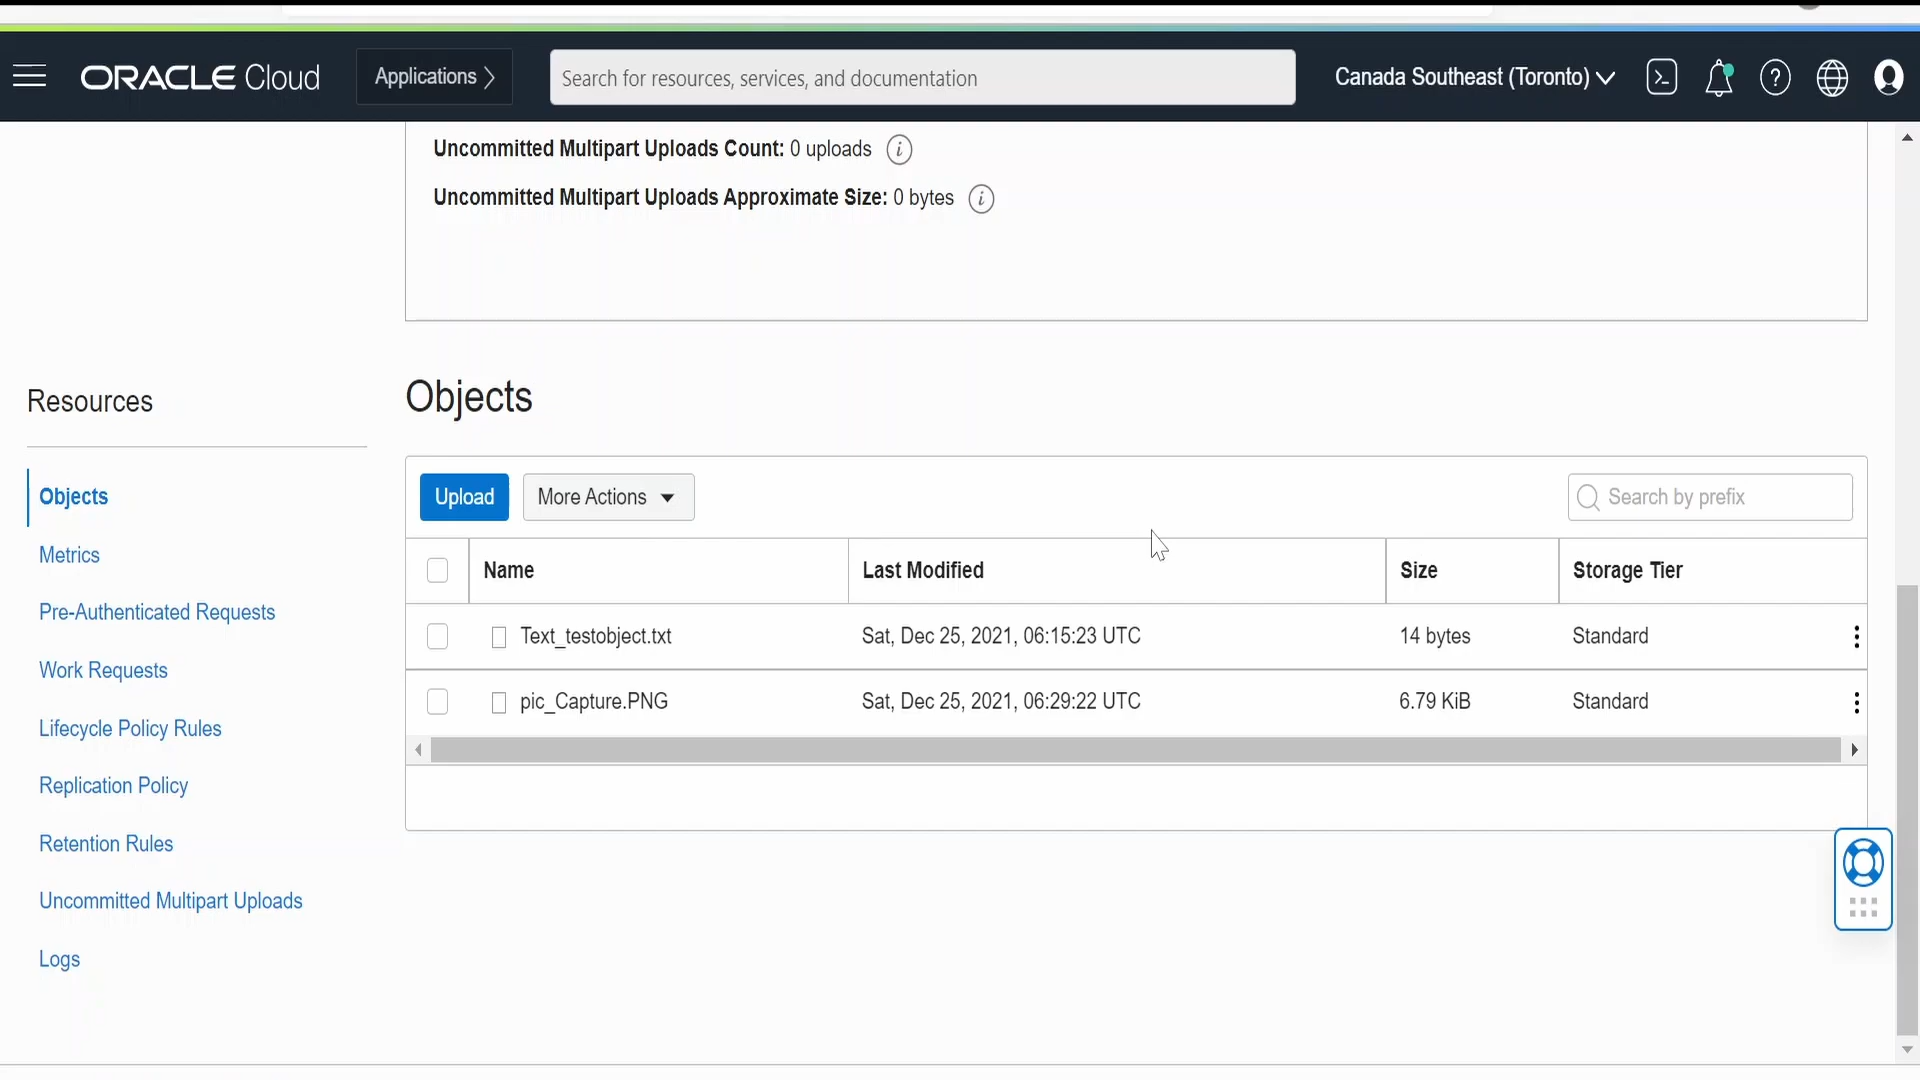 ORACLE Cloud
Applications
Search for resources, services, and documentation
Canada Southeast (Toronto)
Uncommitted Multipart Uploads Count: 0 uploads
Uncommitted Multipart Uploads Approximate Size: 0 bytes
Resources
Objects
Metrics
Pre-Authenticated Requests
Work Requests
Lifecycle Policy Rules
Replication Policy
Retention Rules
Uncommitted Multipart Uploads
Logs
Objects
Upload
More Actions
Search by prefix
Name Last Modified Size Storage Tier
Text_testobject.txt Sat, Dec 25, 2021, 06:15:23 UTC 14 bytes Standard
pic_Capture.PNG Sat, Dec 25, 2021, 06:29:22 UTC 6.79 KiB Standard